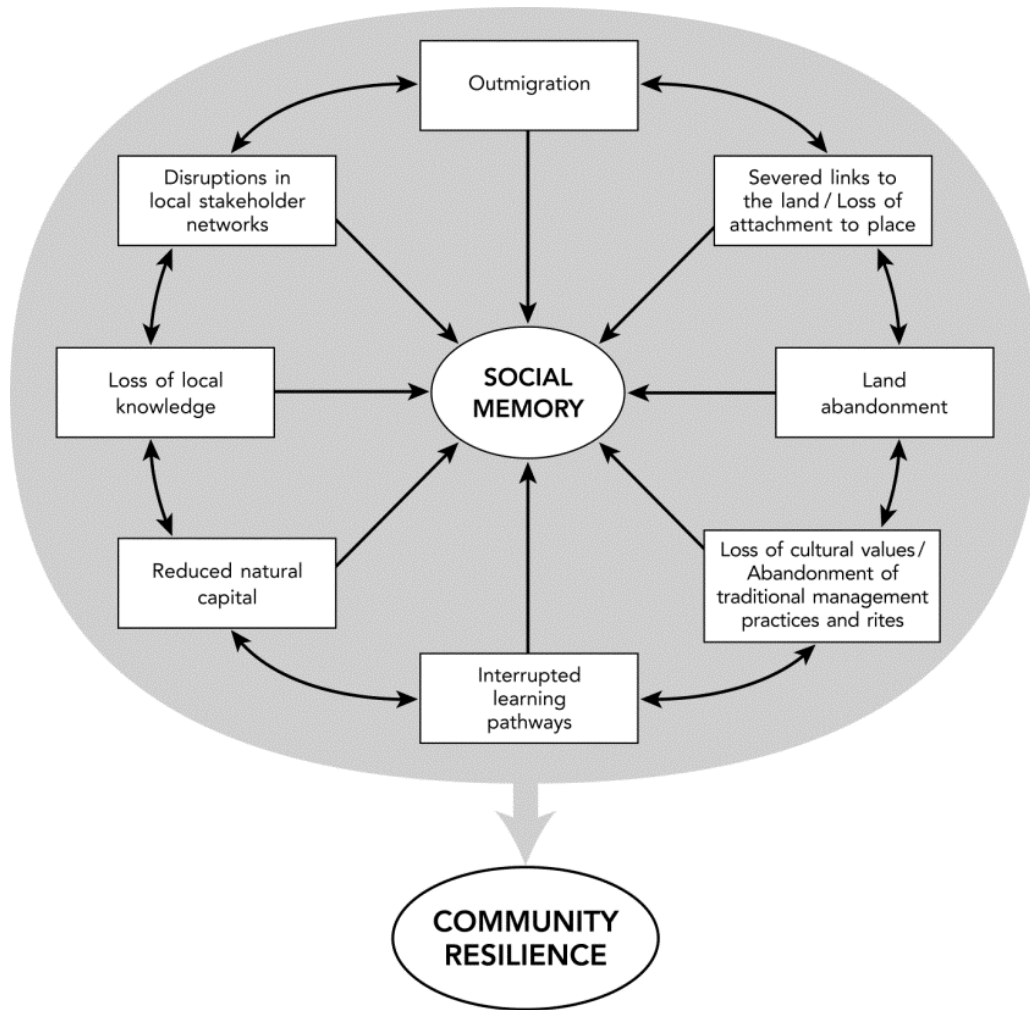 Outmigration
Disruptions in
local stakeholder
networks
Severed links to
the land / Loss of
attachment to place
Loss of local
knowledge
SOCIAL
MEMORY
Land
abandonment
Reduced natural
capital
Loss of cultural values /
Abandonment of
traditional management
practices and rites
Interrupted
learning
pathways
COMMUNITY
RESILIENCE